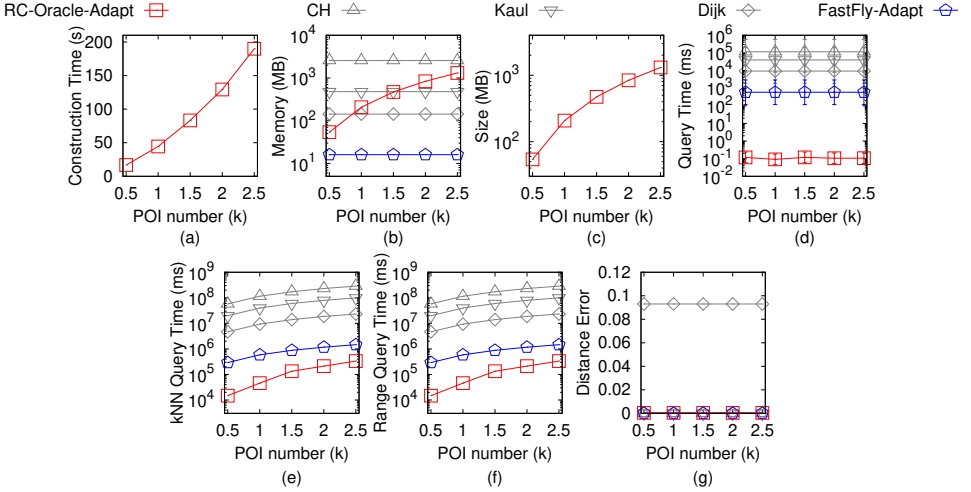 RC-Oracle-Adapt CH Kaul Dijk FastFly-Adapt
Construction Time (s)
200
150
100
50
0
0.5 1 1.5 2 2.5
POI number (k)
(a)
Memory (MB)
10^4
10^3
10^2
10^1
0.5 1 1.5 2 2.5
POI number (k)
(b)
Size (MB)
10^3
10^2
0.5 1 1.5 2 2.5
POI number (k)
(c)
Query Time (ms)
10^6
10^5
10^4
10^3
10^2
10^1
10^0
10^-1
10^-2
0.5 1 1.5 2 2.5
POI number (k)
(d)
kNN Query Time (ms)
10^9
10^8
10^7
10^6
10^5
10^4
0.5 1 1.5 2 2.5
POI number (k)
(e)
Range Query Time (ms)
10^9
10^8
10^7
10^6
10^5
10^4
0.5 1 1.5 2 2.5
POI number (k)
(f)
Distance Error
0.12
0.1
0.08
0.06
0.04
0.02
0
0.5 1 1.5 2 2.5
POI number (k)
(g)